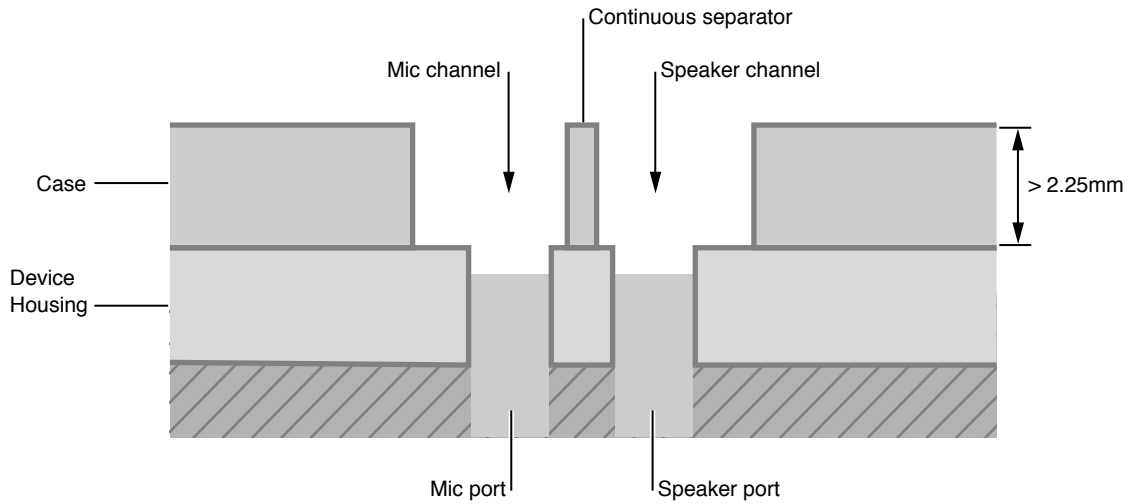 Continuous separator
Mic channel
Speaker channel
Case
> 2.25mm
Device
Housing
Mic port
Speaker port